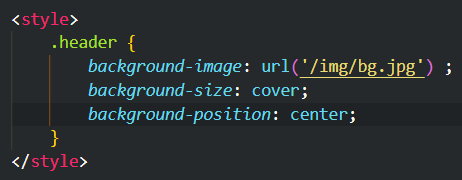 <style>
.header {
background-image: url('/img/bg.jpg') ;
background-size: cover;
background-position: center;
}
</style>